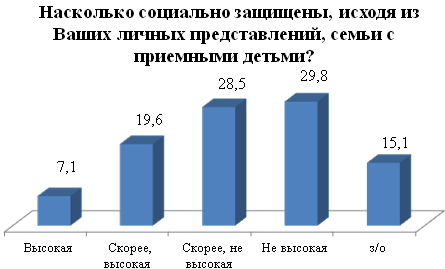 Насколько социально защищены, исходя из
Ваших личных представлений, семьи с
приемными детьми?
7,1
19,6
28,5
29,8
15,1
Высокая
Скорее,
высокая
Скорее, не
высокая
Не высокая
з/о